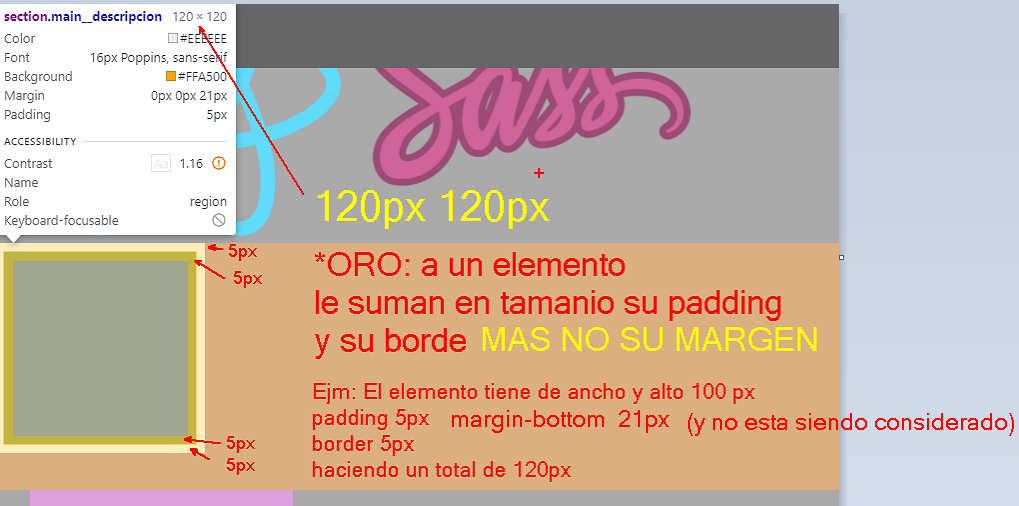 section.main__descripcion 120 × 120
Color #EEEEEE
Font 16px Poppins, sans-serif
Background #FFA500
Margin 0px 0px 21px
Padding 5px
ACCESSIBILITY
Contrast Aa 1.16
Name
Role region
Keyboard-focusable
Sass
120px 120px
5px
5px
*ORO: a un elemento
le suman en tamanio su padding
y su borde MAS NO SU MARGEN
Ejm: El elemento tiene de ancho y alto 100 px
padding 5px margin-bottom 21px (y no esta siendo considerado)
border 5px
haciendo un total de 120px
5px
5px